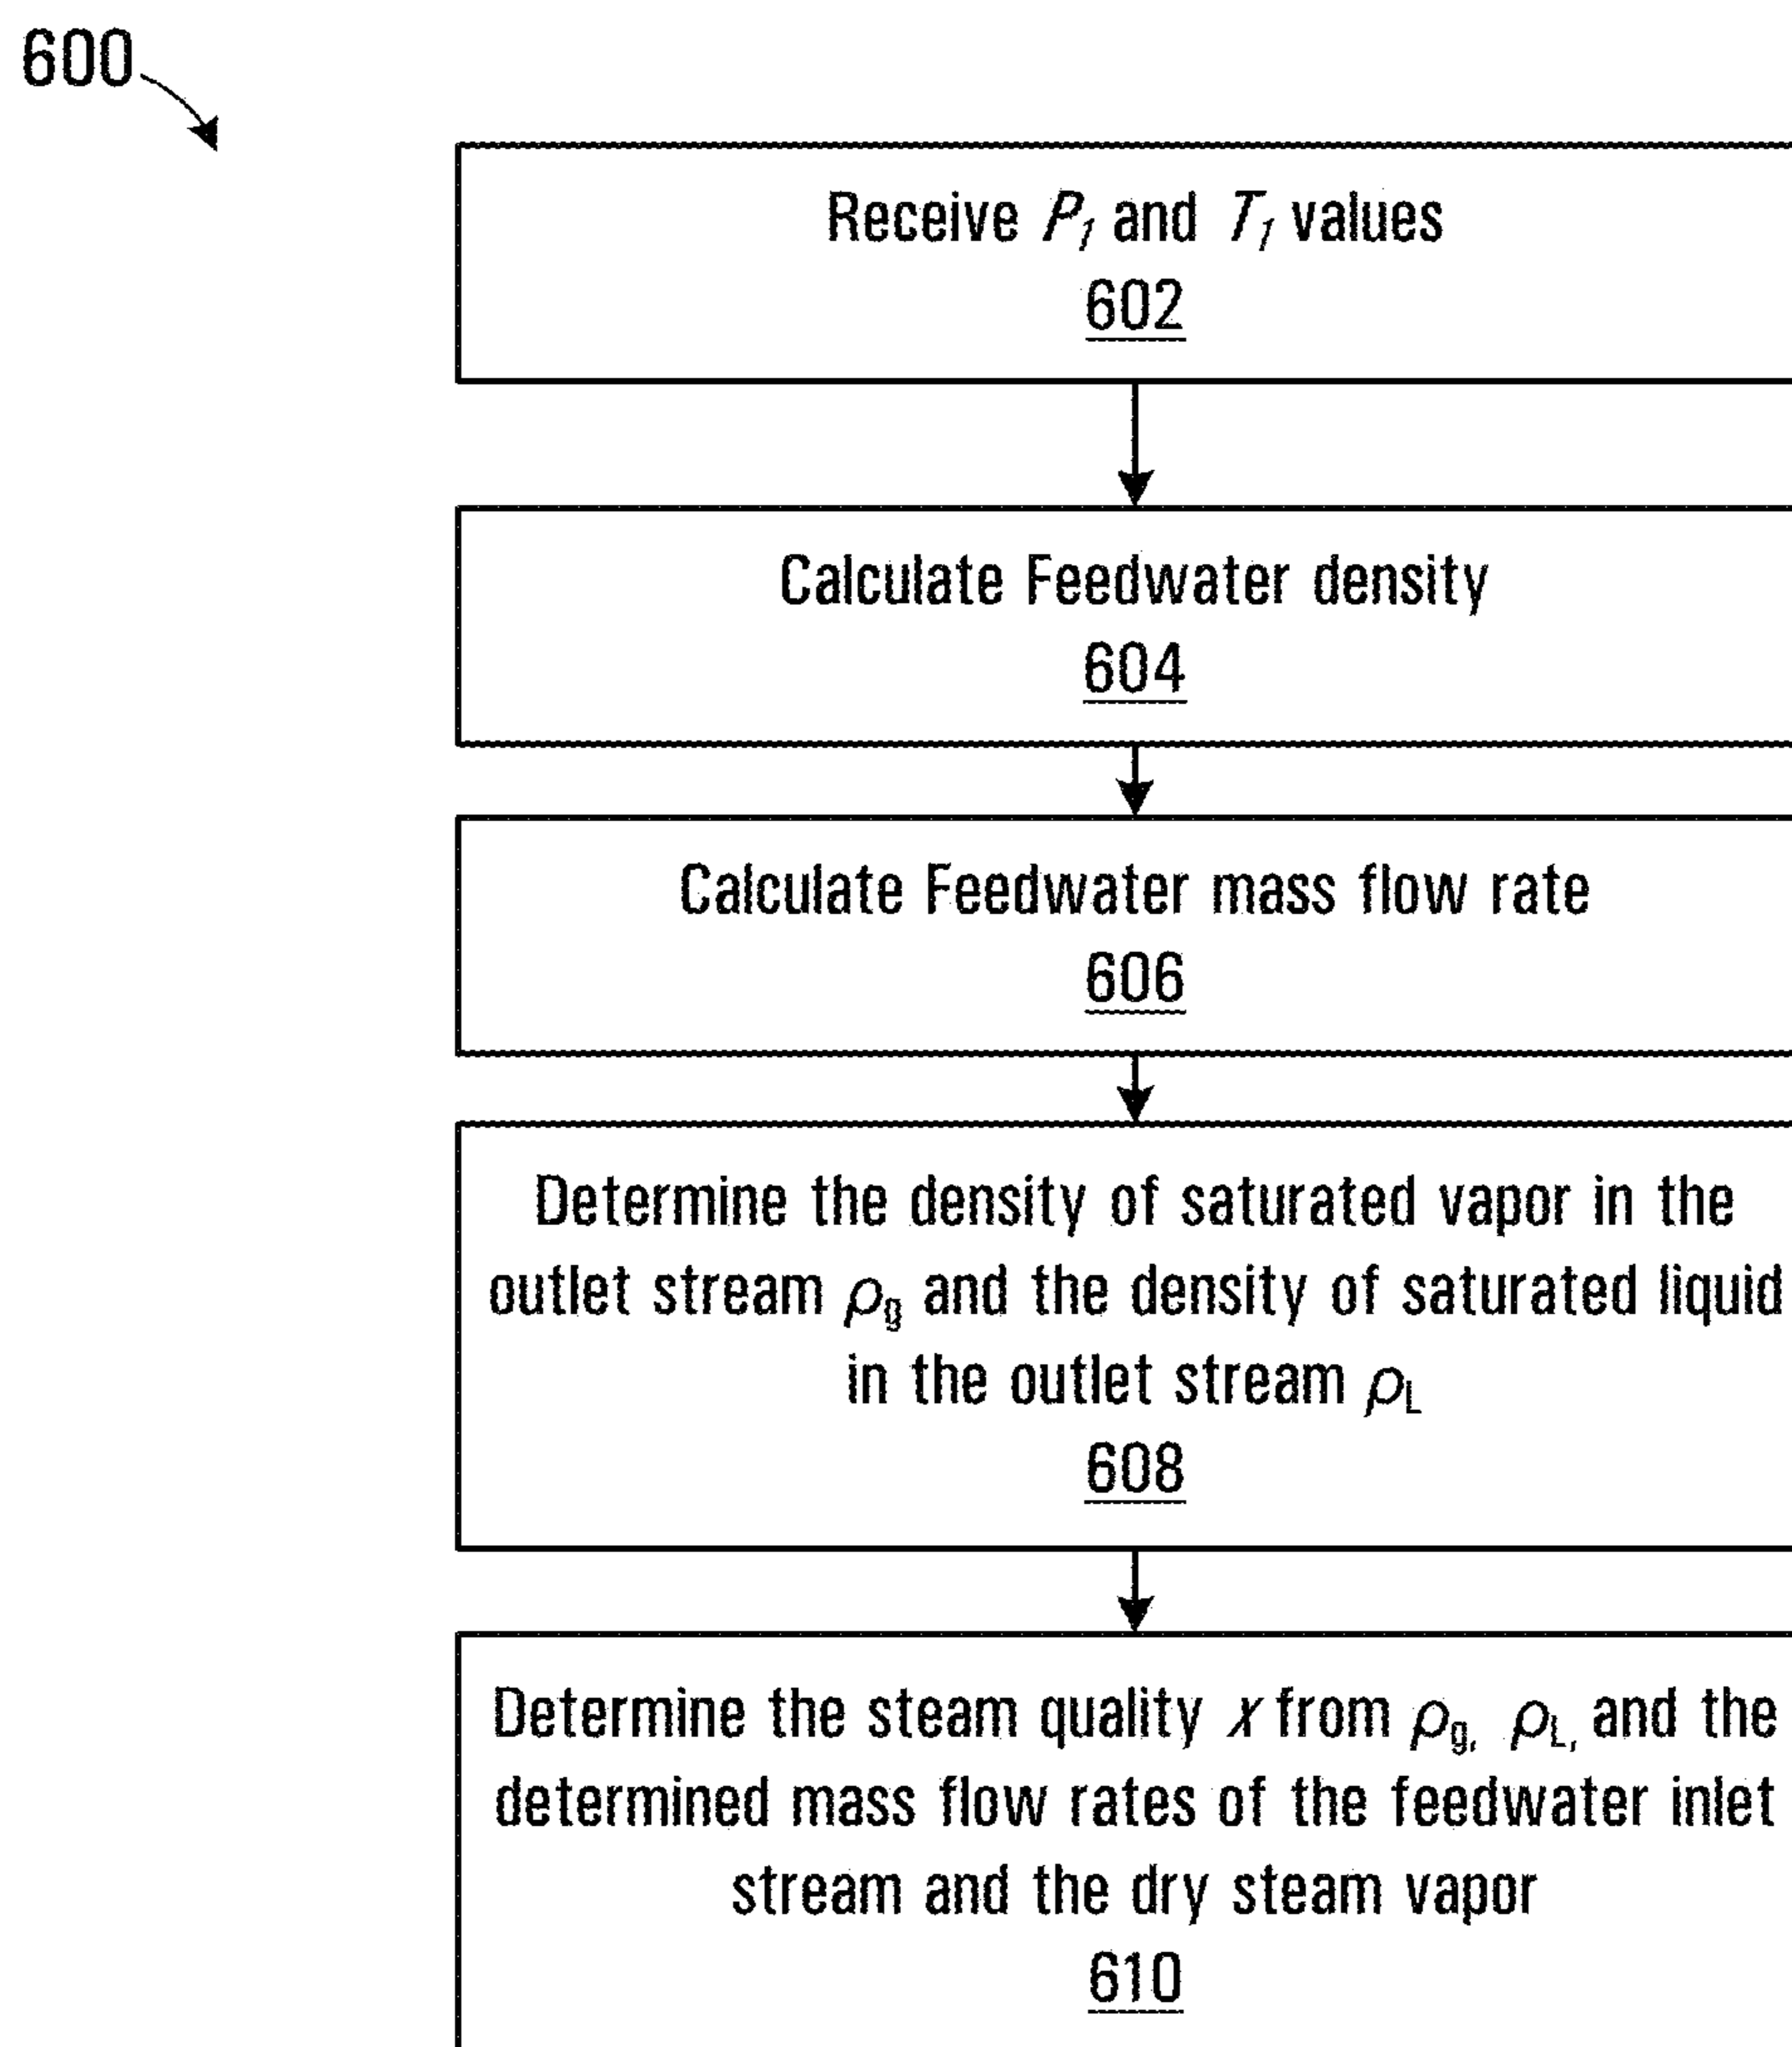 600
Receive P₁ and T₁ values
602
Calculate Feedwater density
604
Calculate Feedwater mass flow rate
606
Determine the density of saturated vapor in the
outlet stream ρg and the density of saturated liquid
in the outlet stream ρL
608
Determine the steam quality x from ρg, ρL, and the
determined mass flow rates of the feedwater inlet
stream and the dry steam vapor
610